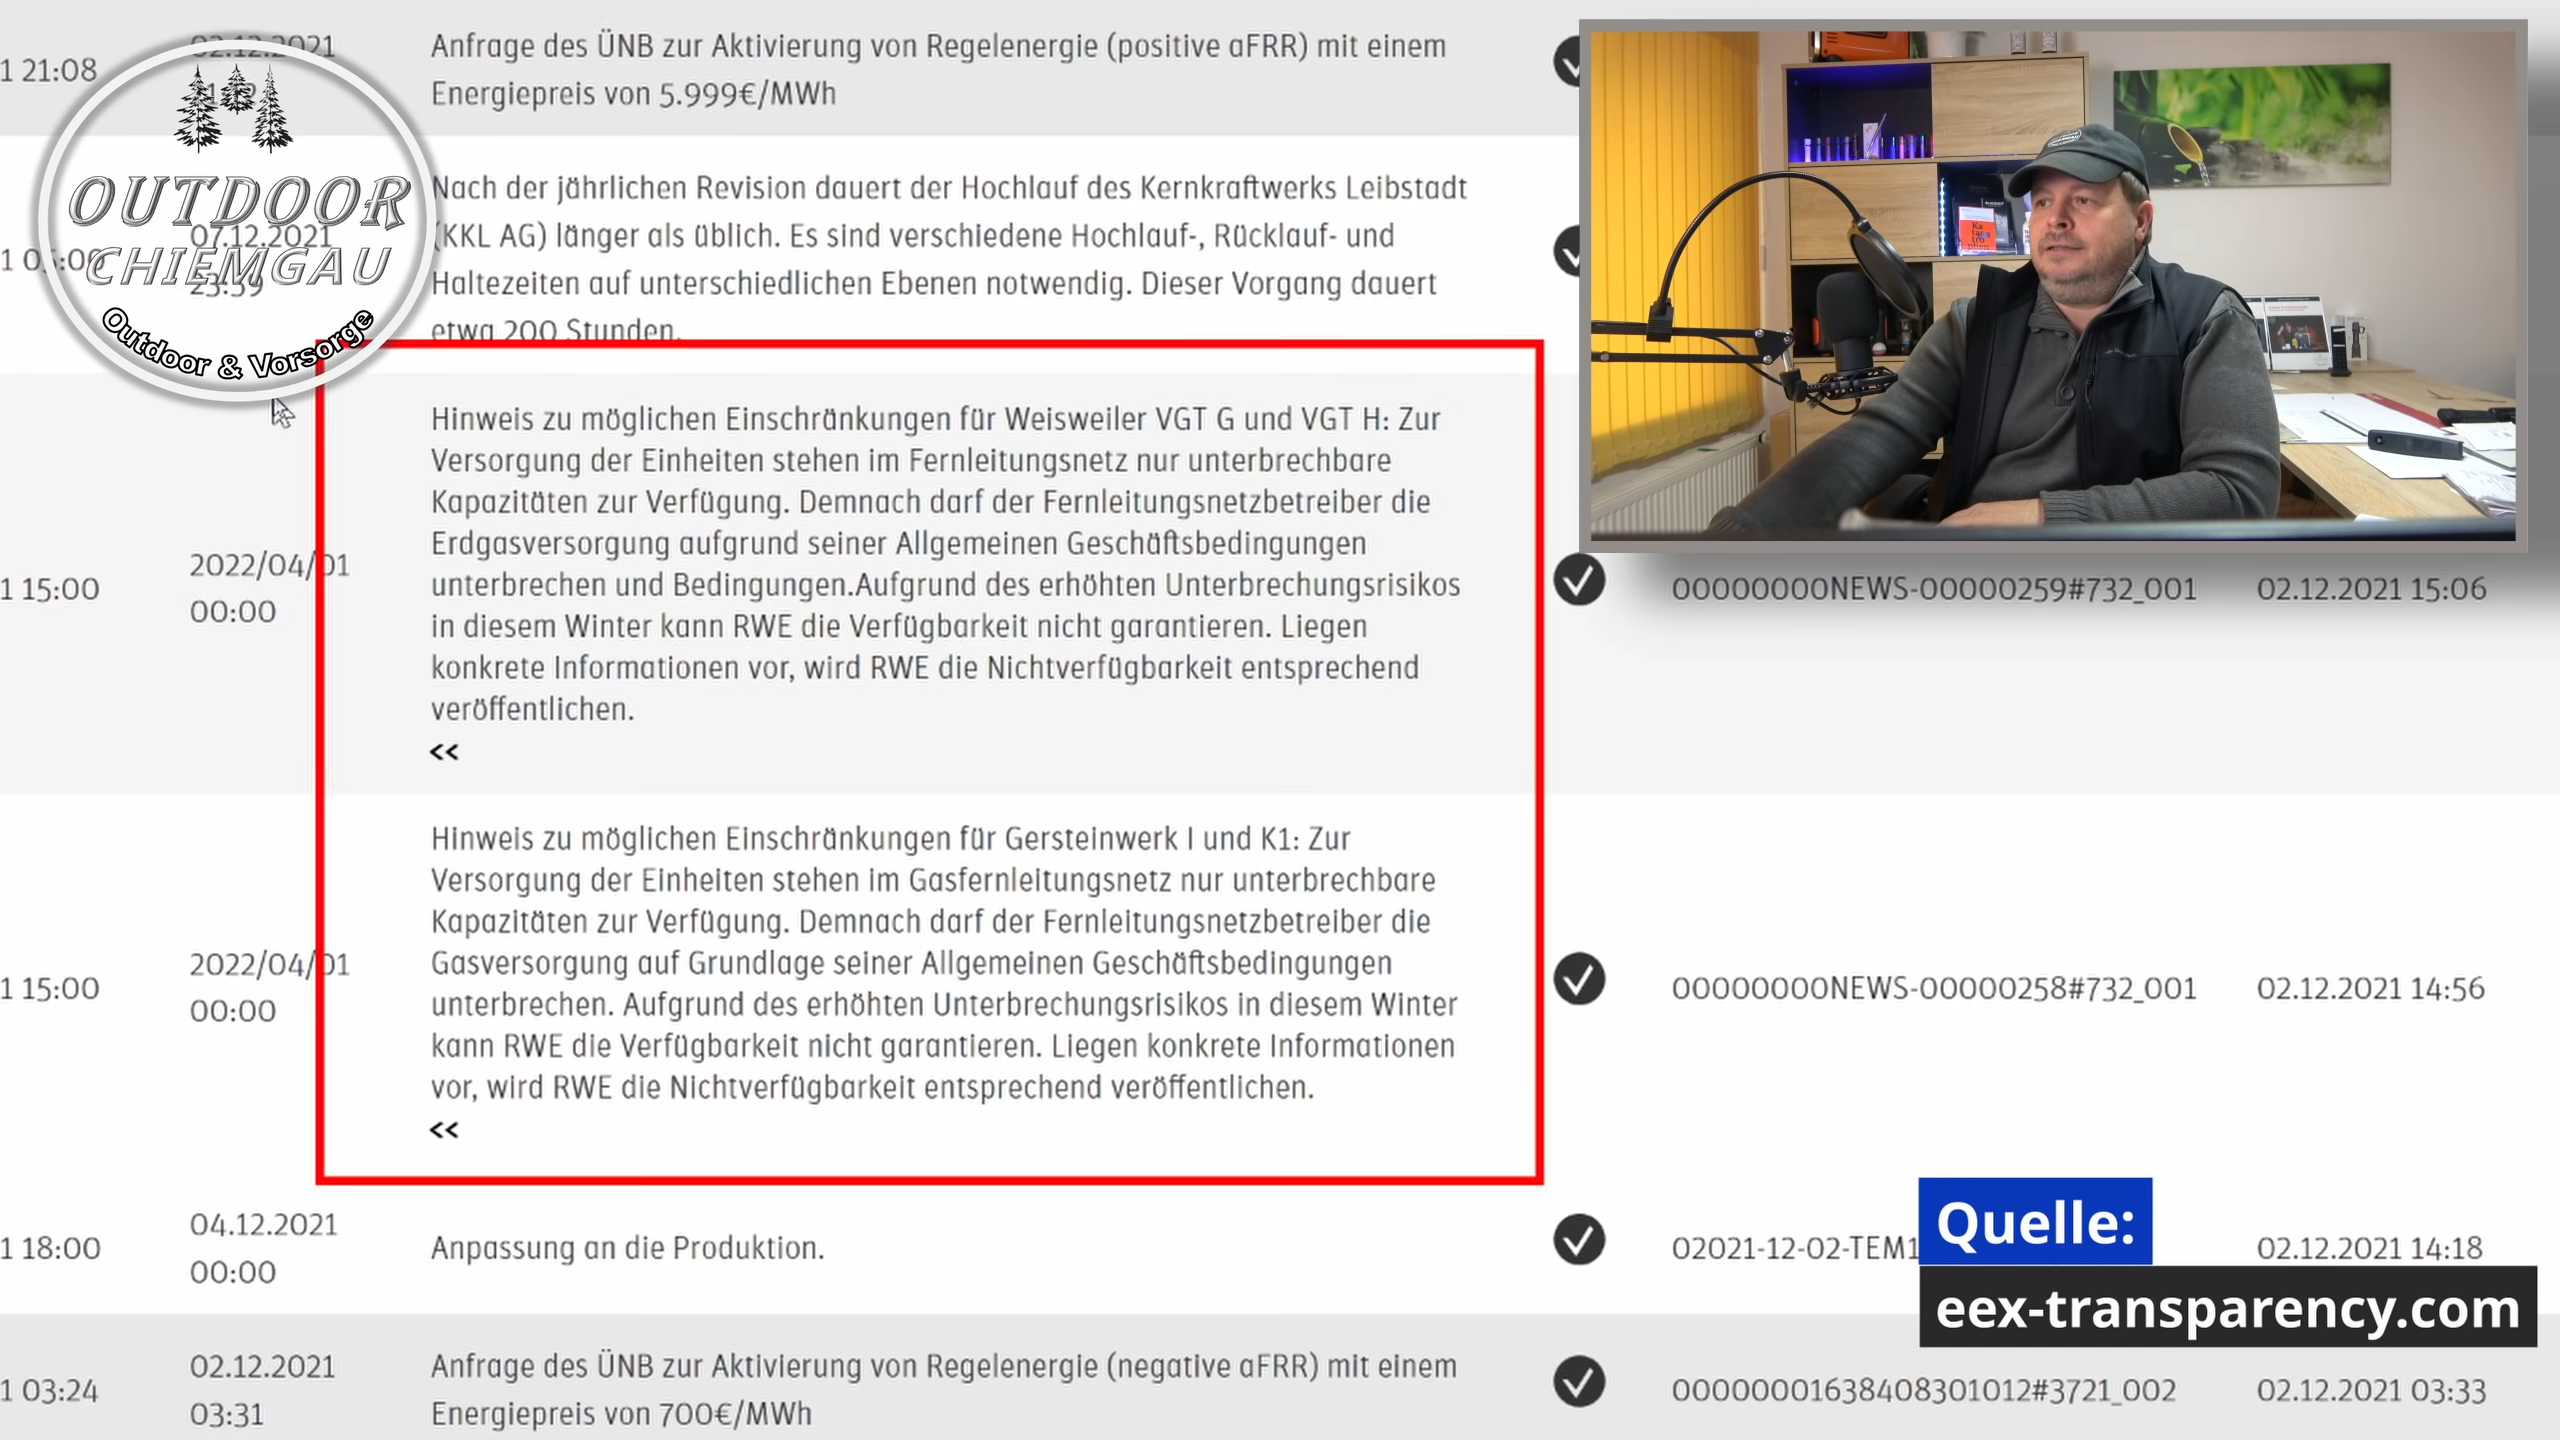 1 21:08
02.12.2021
Anfrage des ÜNB zur Aktivierung von Regelenergie (positive aFRR) mit einem
Energiepreis von 5.999€/MWh
OUTDOOR
CHIEMGAU
Outdoor & Vorsorge
07.12.2021
23:59
Nach der jährlichen Revision dauert der Hochlauf des Kernkraftwerks Leibstadt
(KKL AG) länger als üblich. Es sind verschiedene Hochlauf-, Rücklauf- und
Haltezeiten auf unterschiedlichen Ebenen notwendig. Dieser Vorgang dauert
etwa 200 Stunden.
1 15:00
2022/04/01
00:00
Hinweis zu möglichen Einschränkungen für Weisweiler VGT G und VGT H: Zur
Versorgung der Einheiten stehen im Fernleitungsnetz nur unterbrechbare
Kapazitäten zur Verfügung. Demnach darf der Fernleitungsnetzbetreiber die
Erdgasversorgung aufgrund seiner Allgemeinen Geschäftsbedingungen
unterbrechen und Bedingungen.Aufgrund des erhöhten Unterbrechungsrisikos
in diesem Winter kann RWE die Verfügbarkeit nicht garantieren. Liegen
konkrete Informationen vor, wird RWE die Nichtverfügbarkeit entsprechend
veröffentlichen.
<<
00000000NEWS-00000259#732_001
02.12.2021 15:06
1 15:00
2022/04/01
00:00
Hinweis zu möglichen Einschränkungen für Gersteinwerk I und K1: Zur
Versorgung der Einheiten stehen im Gasfernleitungsnetz nur unterbrechbare
Kapazitäten zur Verfügung. Demnach darf der Fernleitungsnetzbetreiber die
Gasversorgung auf Grundlage seiner Allgemeinen Geschäftsbedingungen
unterbrechen. Aufgrund des erhöhten Unterbrechungsrisikos in diesem Winter
kann RWE die Verfügbarkeit nicht garantieren. Liegen konkrete Informationen
vor, wird RWE die Nichtverfügbarkeit entsprechend veröffentlichen.
<<
00000000NEWS-00000258#732_001
02.12.2021 14:56
1 18:00
04.12.2021
00:00
Anpassung an die Produktion.
02021-12-02-TEM1
02.12.2021 14:18
Quelle:
eex-transparency.com
1 03:24
02.12.2021
03:31
Anfrage des ÜNB zur Aktivierung von Regelenergie (negative aFRR) mit einem
Energiepreis von 700€/MWh
00000001638408301012#3721_002
02.12.2021 03:33